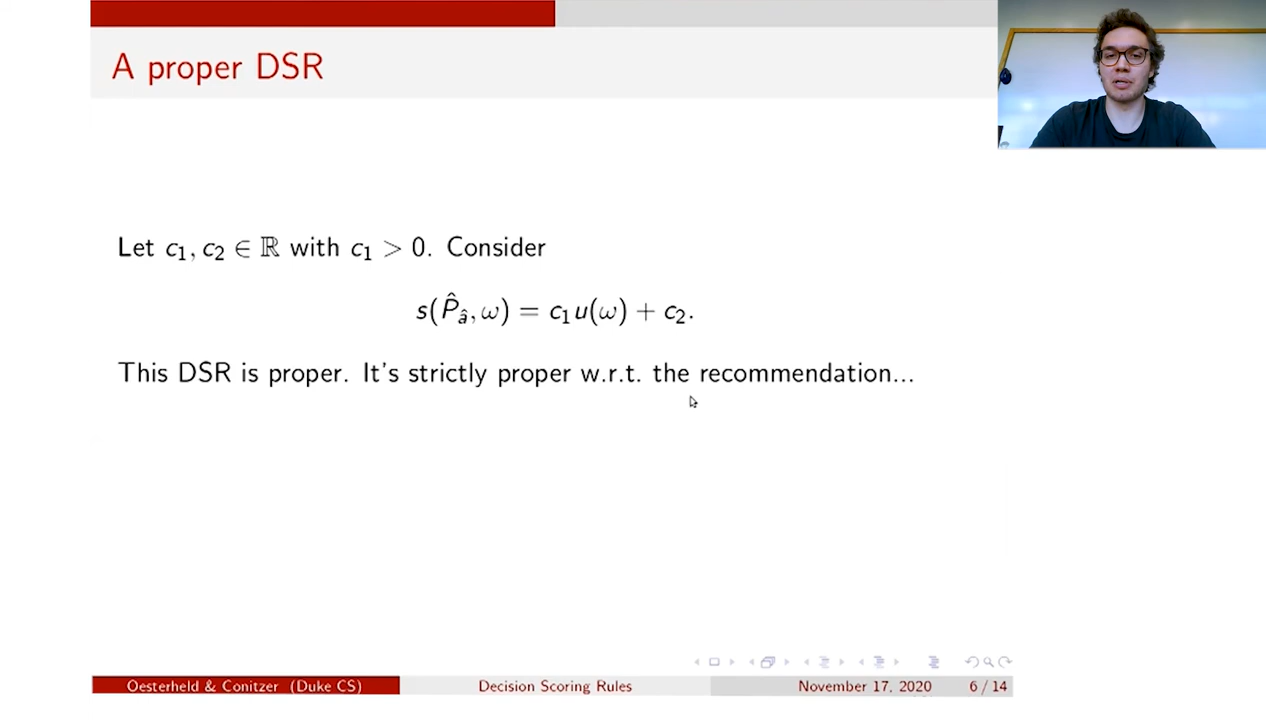 A proper DSR
Let c₁, c₂ ∈ ℝ with c₁ > 0. Consider
s(P̂_â, ω) = c₁u(ω) + c₂.
This DSR is proper. It's strictly proper w.r.t. the recommendation...
Oesterheld & Conitzer (Duke CS) Decision Scoring Rules November 17, 2020 6 / 14